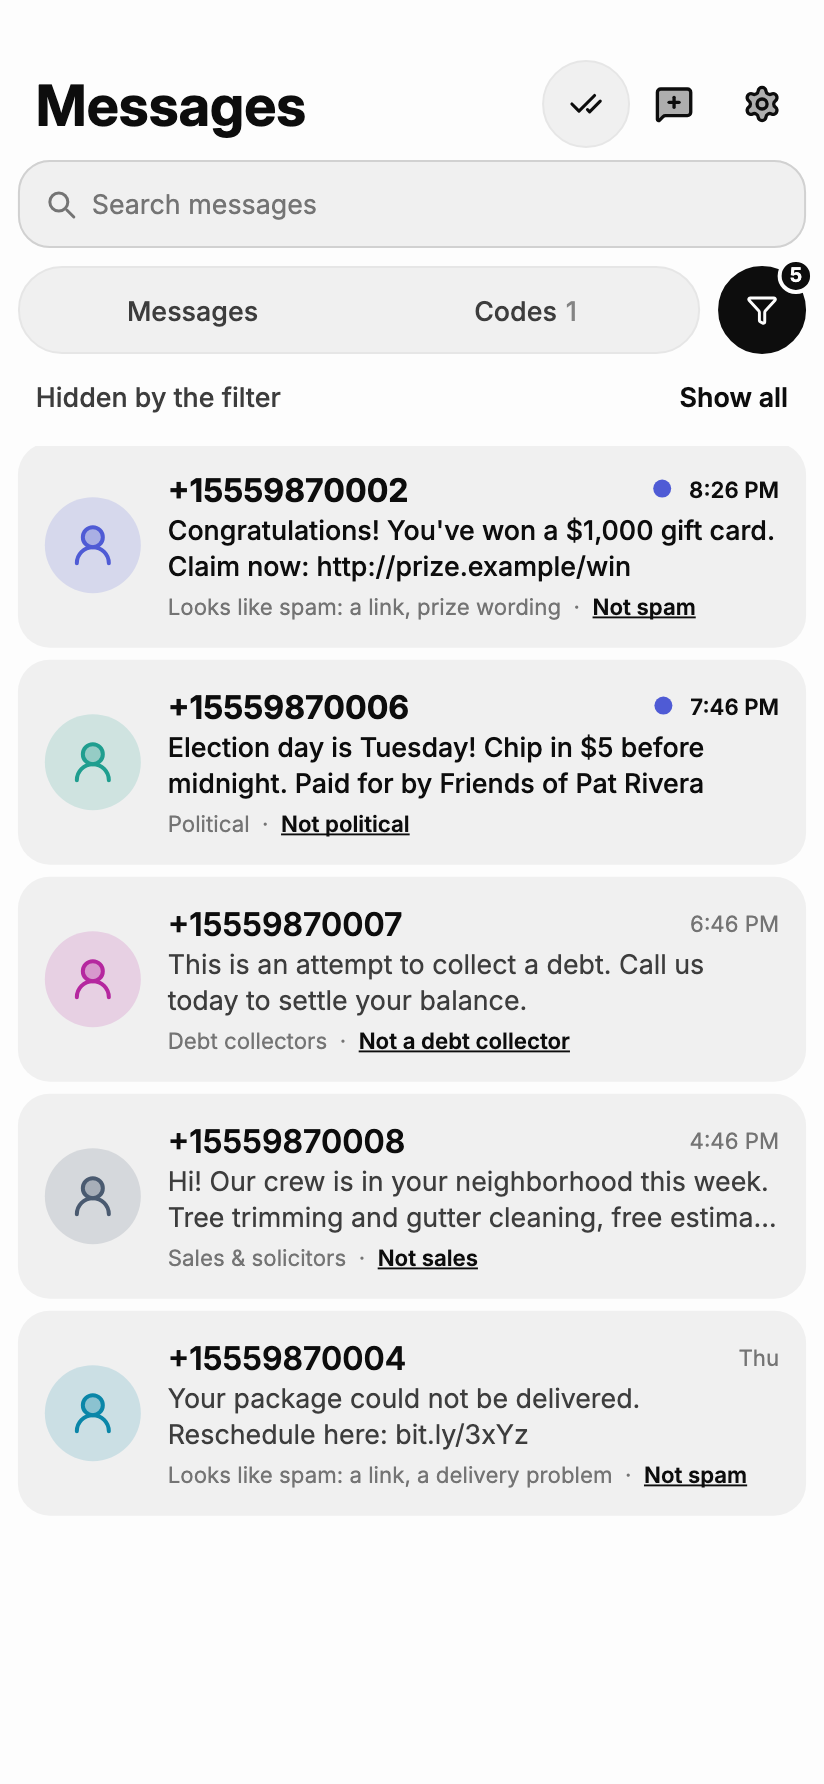 Messages
Search messages
Messages
Codes 1
5
Hidden by the filter
Show all
+15559870002
8:26 PM
Congratulations! You've won a $1,000 gift card.
Claim now: http://prize.example/win
Looks like spam: a link, prize wording · Not spam
+15559870006
7:46 PM
Election day is Tuesday! Chip in $5 before
midnight. Paid for by Friends of Pat Rivera
Political · Not political
+15559870007
6:46 PM
This is an attempt to collect a debt. Call us
today to settle your balance.
Debt collectors · Not a debt collector
+15559870008
4:46 PM
Hi! Our crew is in your neighborhood this week.
Tree trimming and gutter cleaning, free estima...
Sales & solicitors · Not sales
+15559870004
Thu
Your package could not be delivered.
Reschedule here: bit.ly/3xYz
Looks like spam: a link, a delivery problem · Not spam